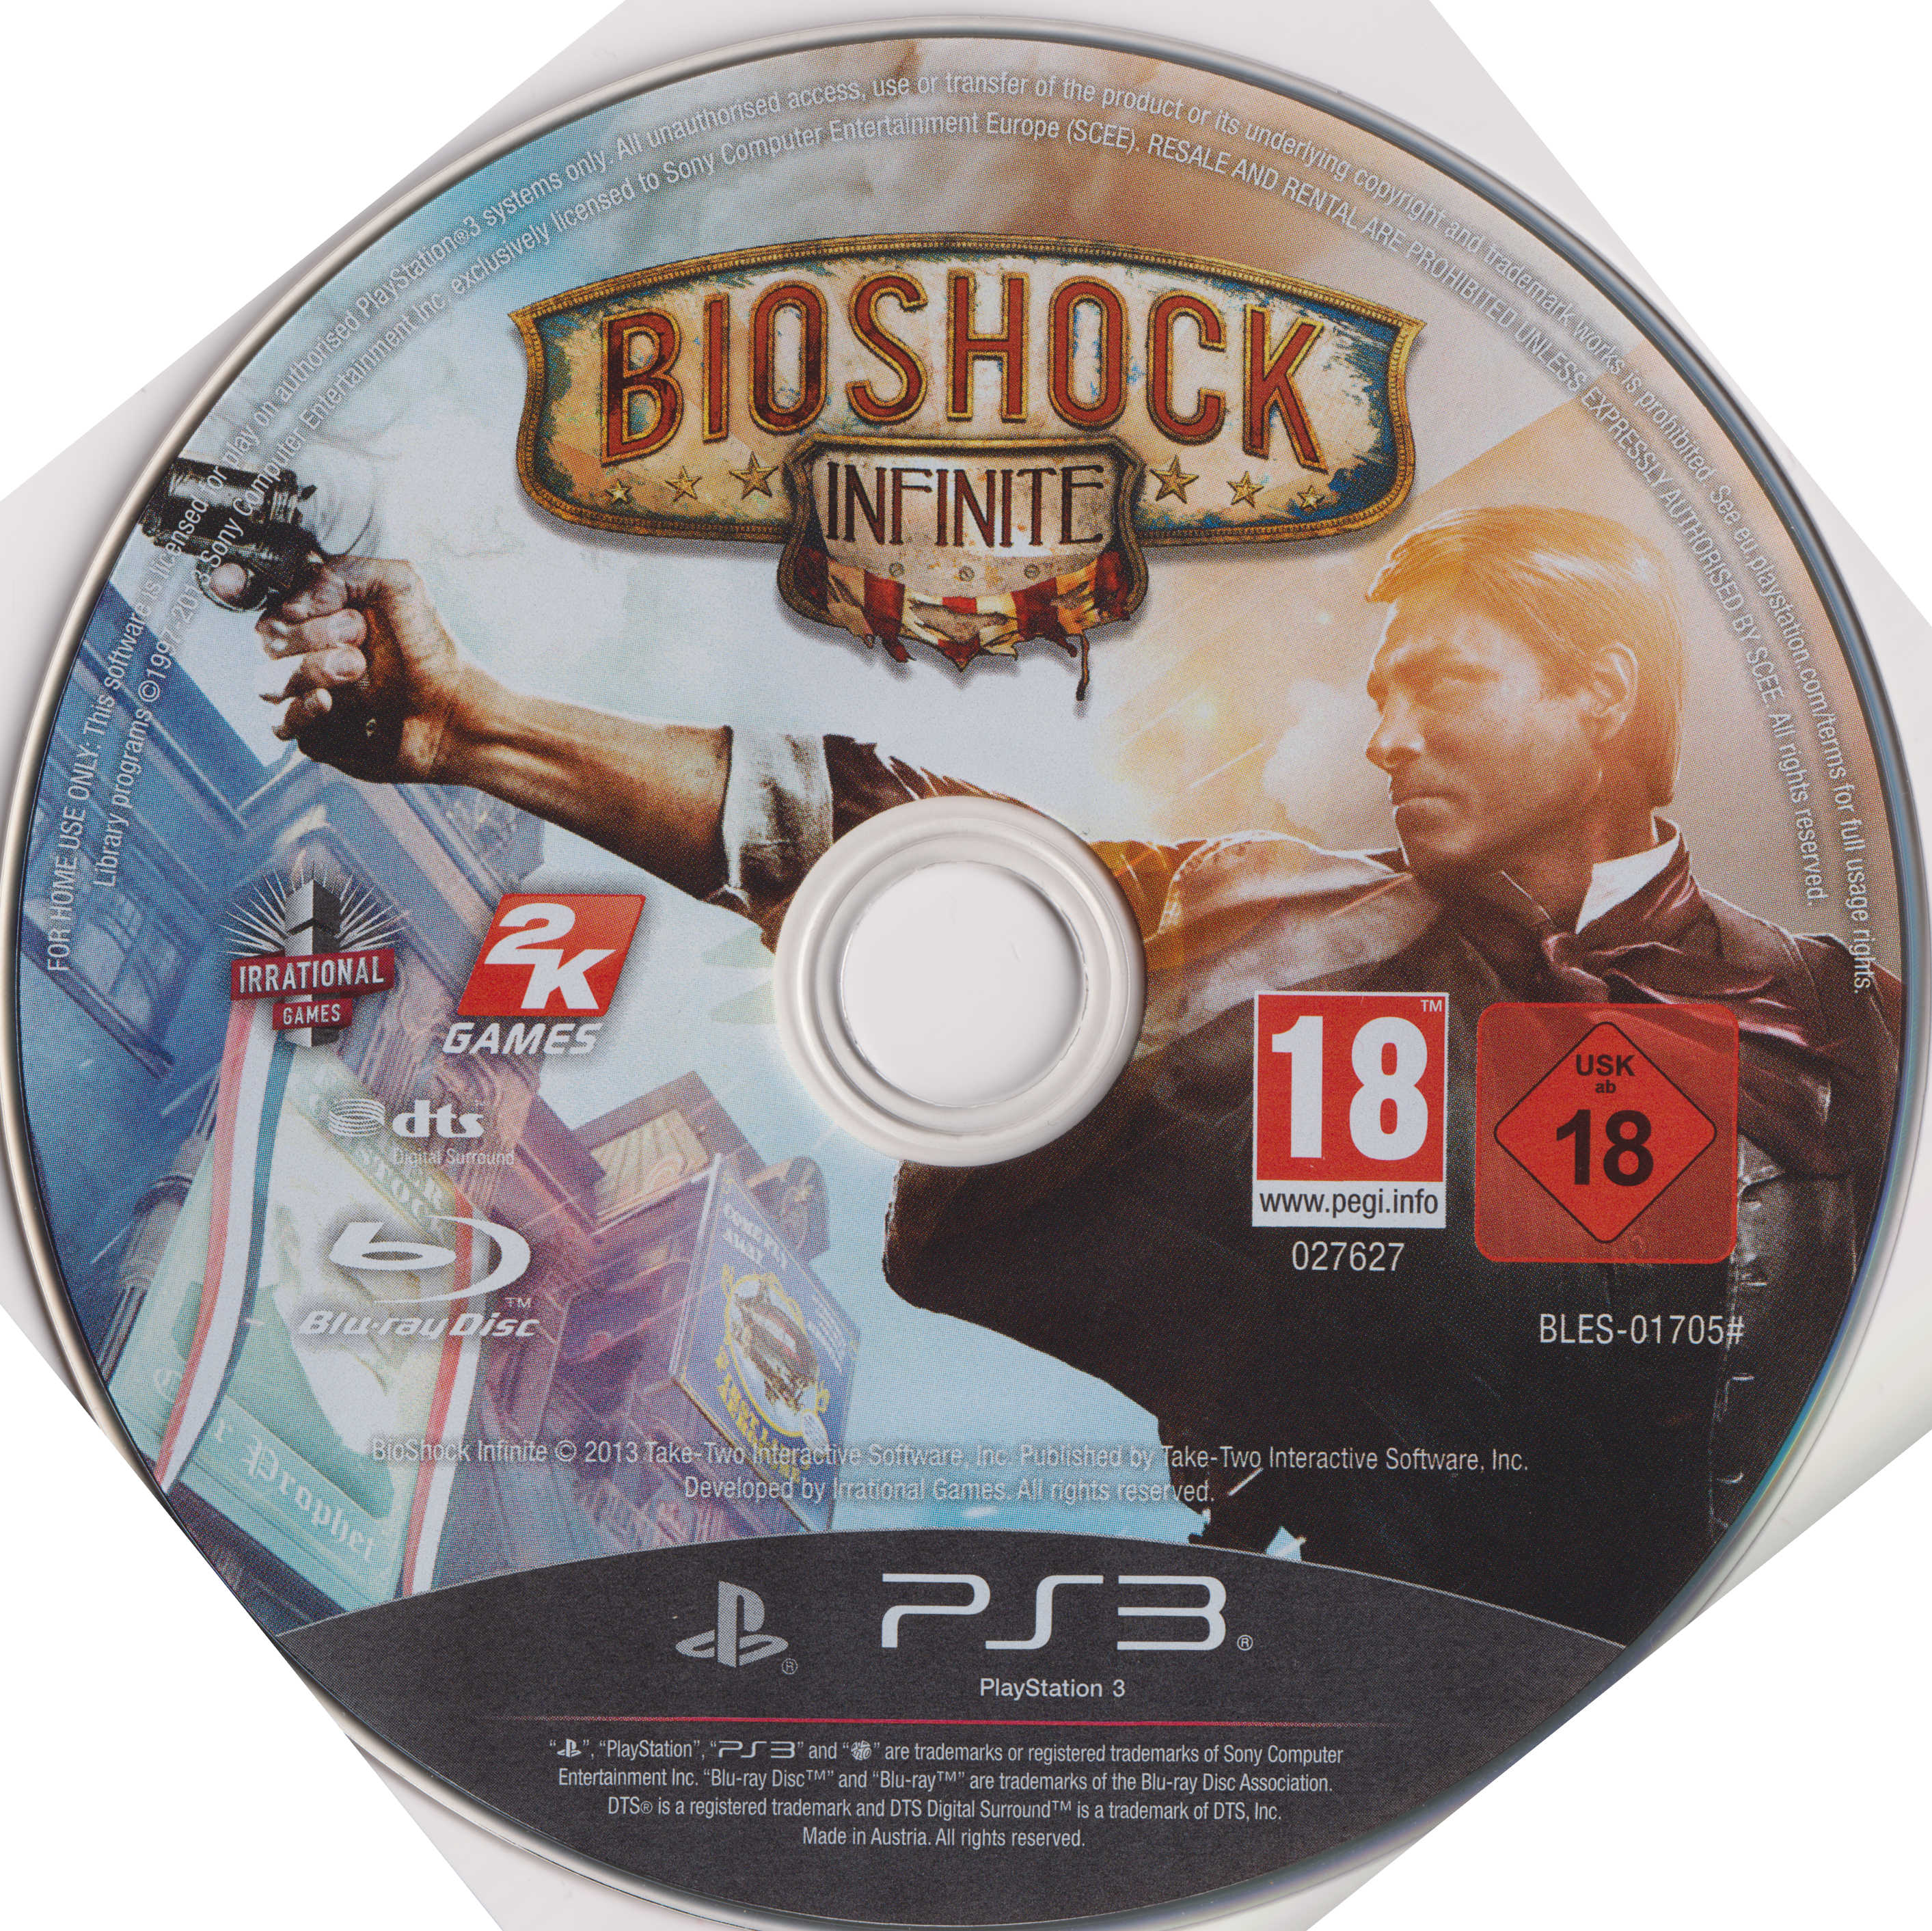 FOR HOME USE ONLY: This software is licensed for play on authorised PlayStation®3 systems only. All unauthorised access, use or transfer of the product or its underlying copyright and trademark works is prohibited. See eu.playstation.com/terms for full usage rights.
Library programs ©1997-2013 Sony Computer Entertainment Inc. exclusively licensed to Sony Computer Entertainment Europe (SCEE). RESALE AND RENTAL ARE PROHIBITED UNLESS EXPRESSLY AUTHORISED BY SCEE. All rights reserved.
BIOSHOCK
INFINITE
IRRATIONAL
GAMES
2K
GAMES
dts
Digital Surround
Blu-ray Disc™
18™
www.pegi.info
027627
USK
ab
18
BLES-01705#
Prophet
BioShock Infinite © 2013 Take-Two Interactive Software, Inc. Published by Take-Two Interactive Software, Inc.
Developed by Irrational Games. All rights reserved.
PS3®
PlayStation 3
“ ”, “PlayStation”, “PS3” and “ ” are trademarks or registered trademarks of Sony Computer
Entertainment Inc. “Blu-ray Disc™” and “Blu-ray™” are trademarks of the Blu-ray Disc Association.
DTS® is a registered trademark and DTS Digital Surround™ is a trademark of DTS, Inc.
Made in Austria. All rights reserved.